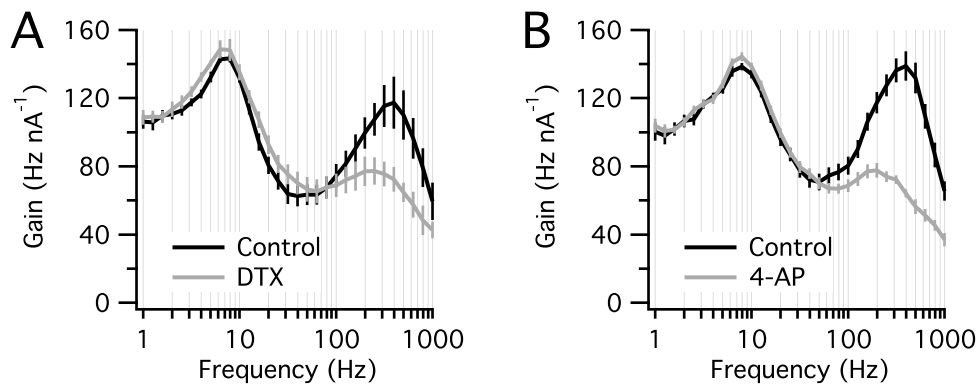 A
160
120
80
40
0
Gain (Hz nA⁻¹)
Control
DTX
1 10 100 1000
Frequency (Hz)
B
160
120
80
40
0
Gain (Hz nA⁻¹)
Control
4-AP
1 10 100 1000
Frequency (Hz)